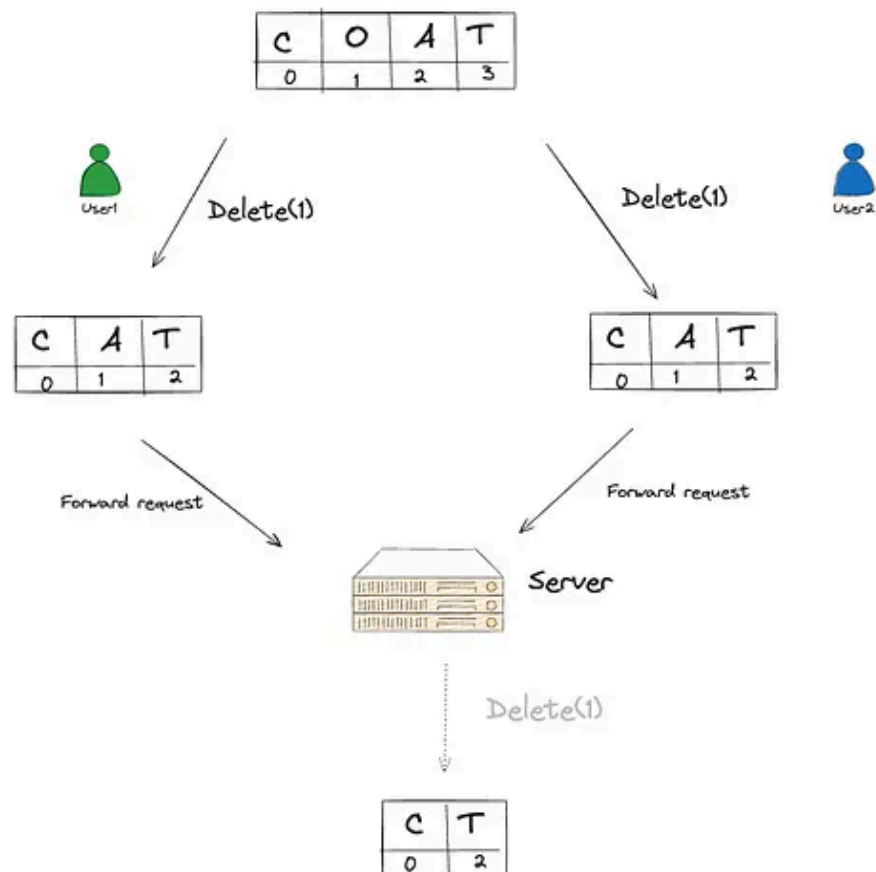 C O A T
0 1 2 3
User1
Delete(1)
Delete(1)
User2
C A T
0 1 2
C A T
0 1 2
Forward request
Forward request
Server
Delete(1)
C T
0 2